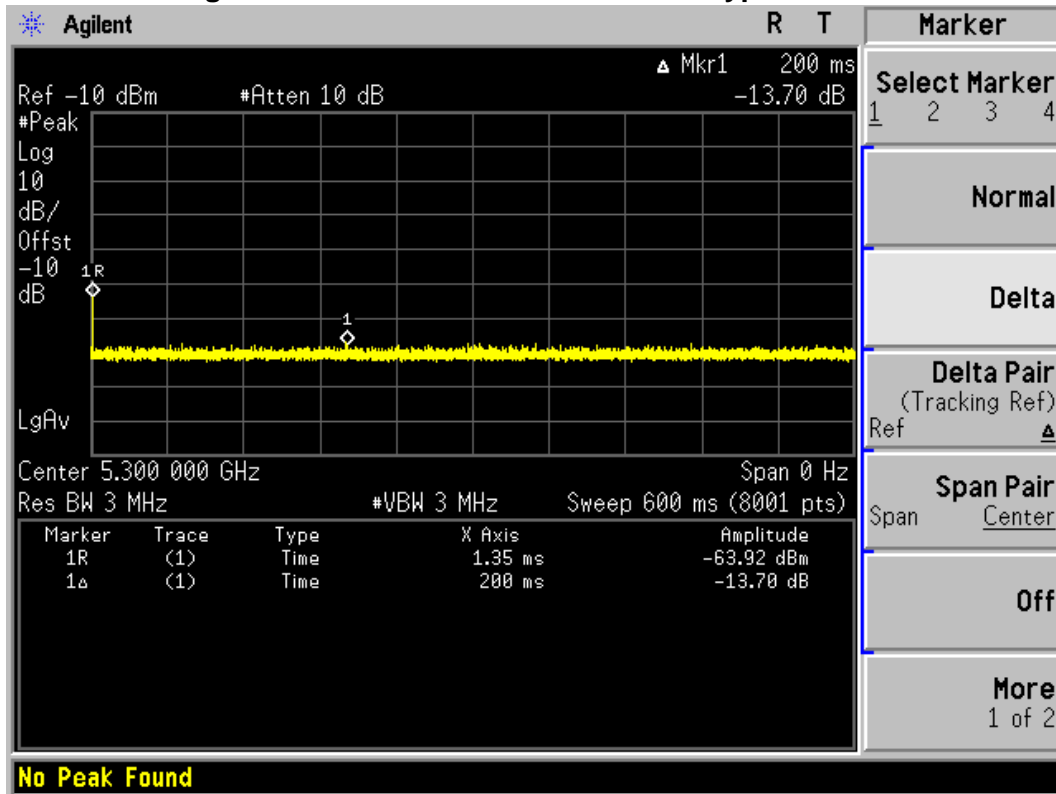 Agilent R T
Δ Mkr1 200 ms
Ref -10 dBm #Atten 10 dB -13.70 dB
#Peak
Log
10
dB/
Offst
-10
dB
1R
1
LgAv
Center 5.300 000 GHz Span 0 Hz
Res BW 3 MHz #VBW 3 MHz Sweep 600 ms (8001 pts)
Marker Trace Type X Axis Amplitude
1R (1) Time 1.35 ms -63.92 dBm
1Δ (1) Time 200 ms -13.70 dB
No Peak Found
Marker
Select Marker
1 2 3 4
Normal
Delta
Delta Pair
(Tracking Ref)
Ref Δ
Span Pair
Span Center
Off
More
1 of 2